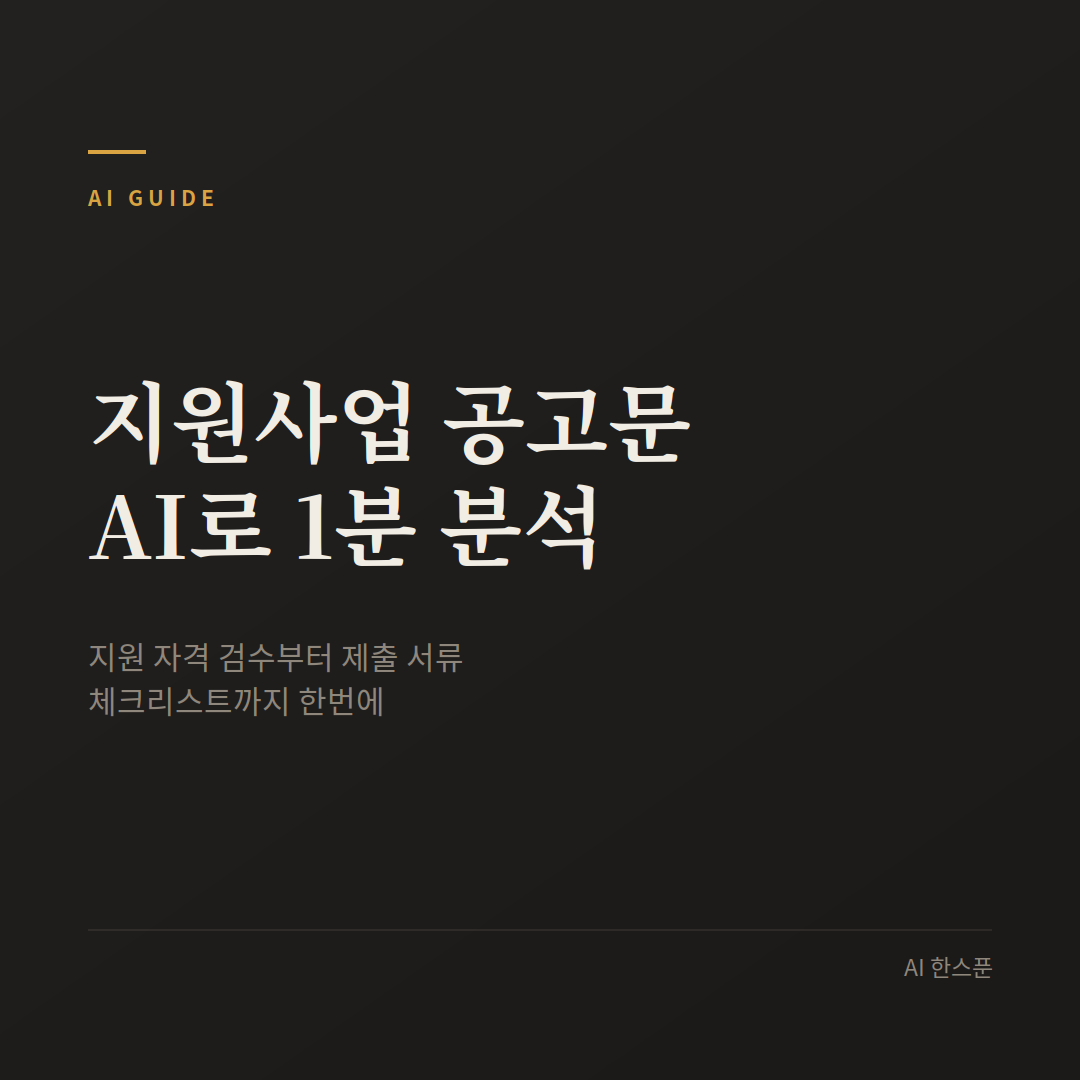 AI GUIDE
지원사업 공고문
AI로 1분 분석
지원 자격 검수부터 제출 서류
체크리스트까지 한번에
AI 한스푼